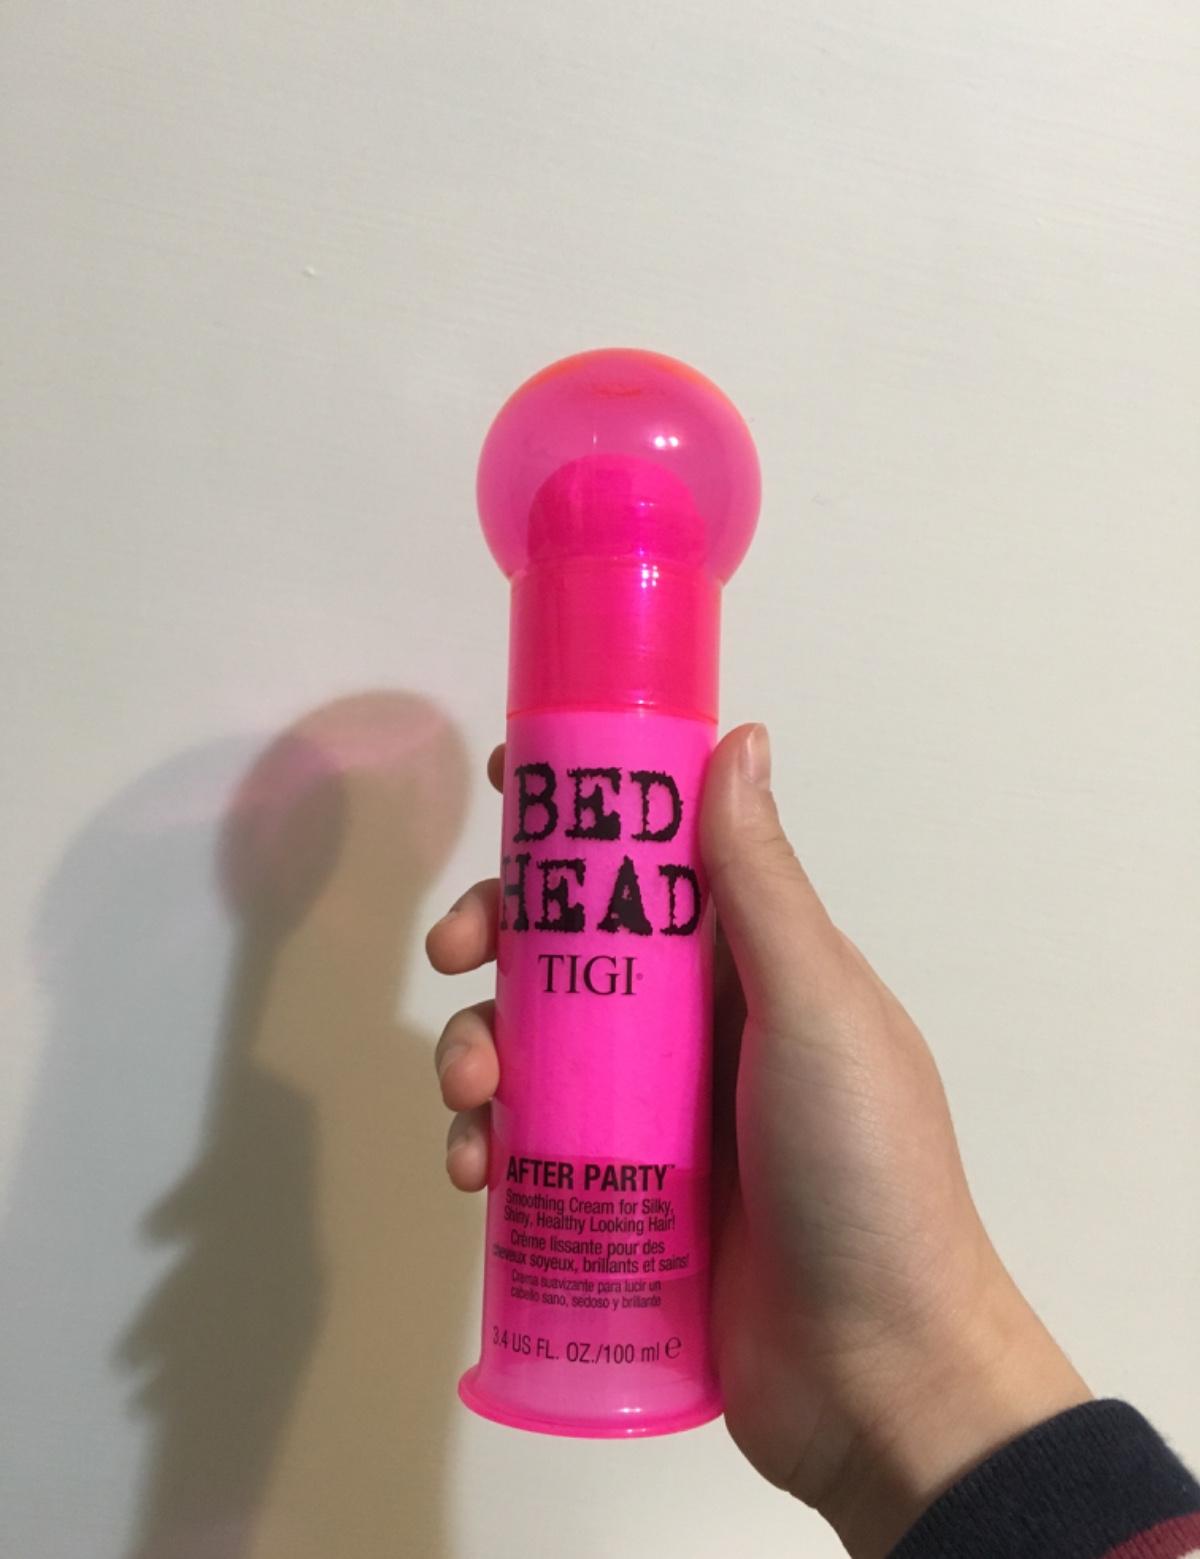 BED
HEAD
TIGI®
AFTER PARTY™
Smoothing Cream for Silky,
Shiny, Healthy Looking Hair!
Crème lissante pour des
cheveux soyeux, brillants et sains!
Crema suavizante para lucir un
cabello sano, sedoso y brillante
3.4 US FL. OZ./100 ml ℮